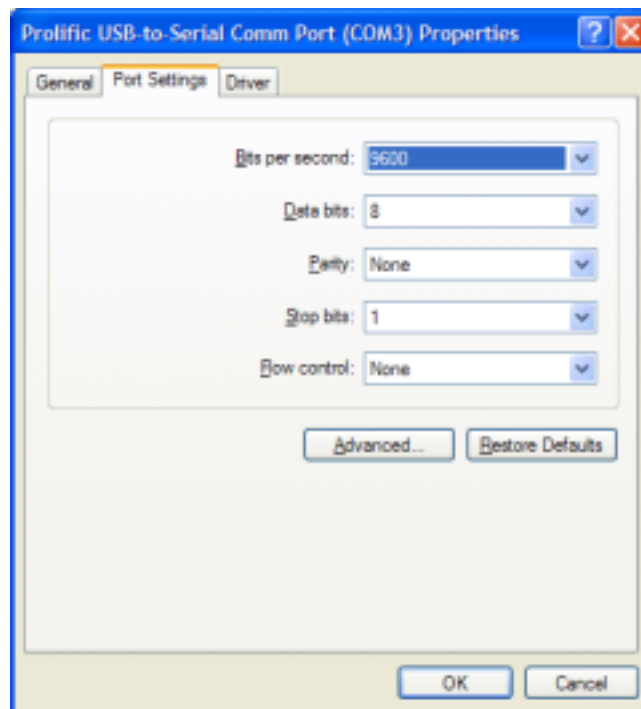 Prolific USB-to-Serial Comm Port (COM3) Properties
General Port Settings Driver
Bits per second: 9600
Data bits: 8
Parity: None
Stop bits: 1
Flow control: None
Advanced... Restore Defaults
OK Cancel